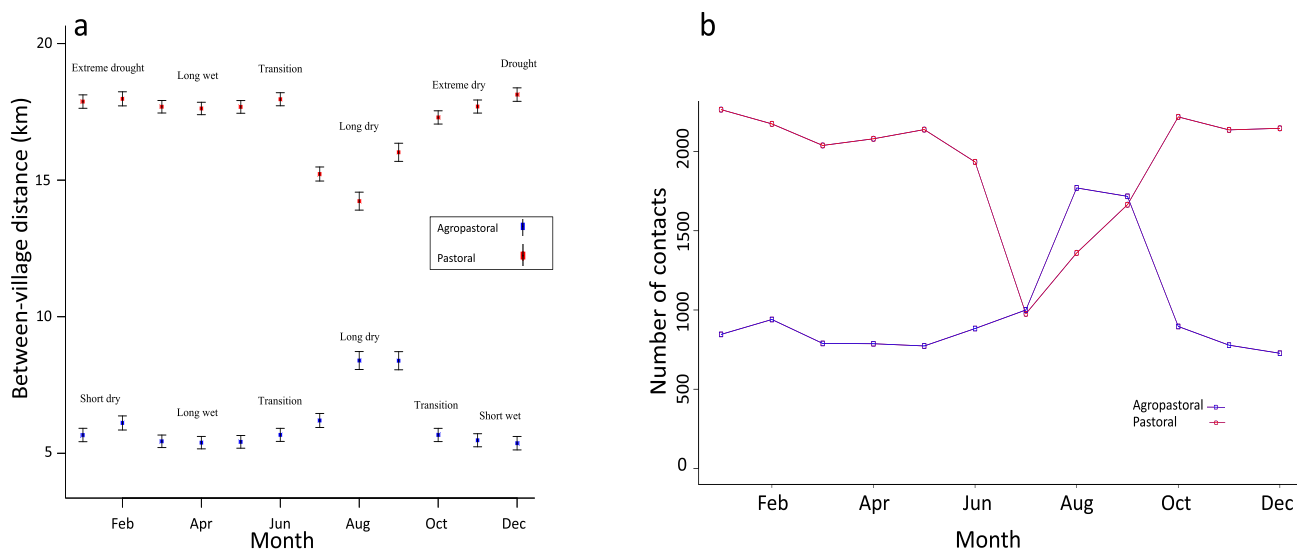 a
Between-village distance (km)
20
15
10
5
Extreme drought
Long wet
Transition
Long dry
Extreme dry
Drought
Agropastoral
Pastoral
Long dry
Short dry
Long wet
Transition
Transition
Short wet
Feb
Apr
Jun
Aug
Oct
Dec
Month
b
Number of contacts
2000
1500
1000
500
0
Agropastoral
Pastoral
Feb
Apr
Jun
Aug
Oct
Dec
Month